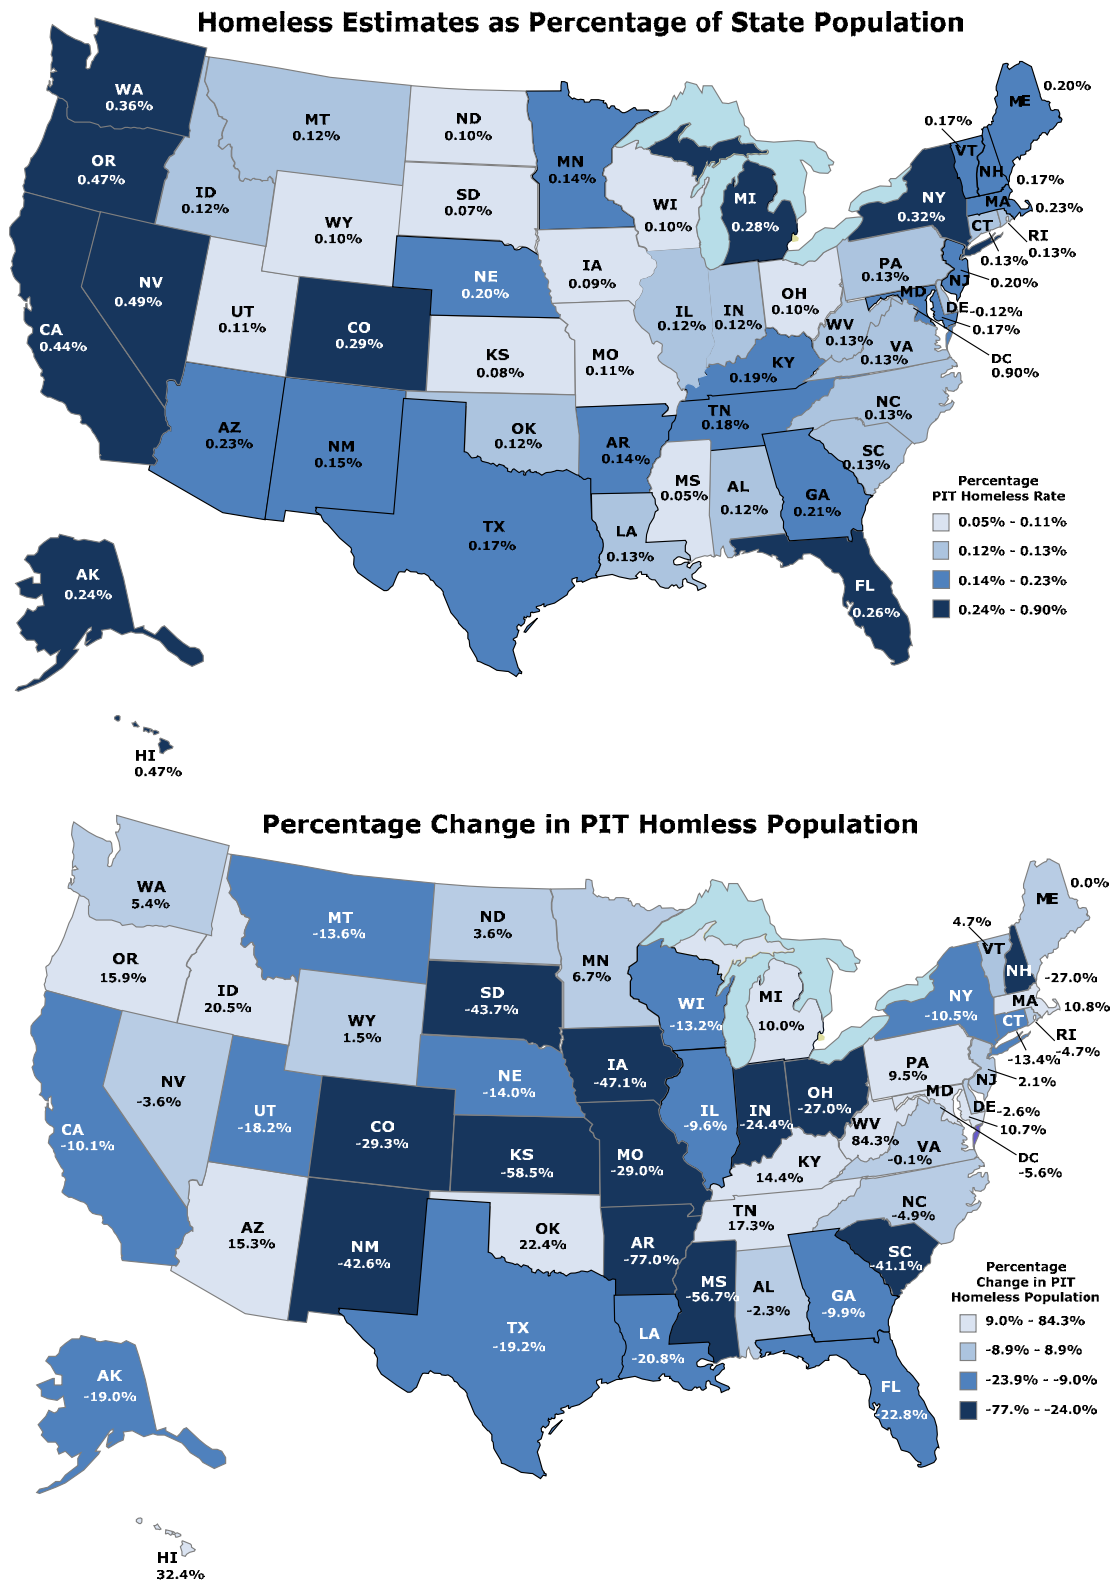 Homeless Estimates as Percentage of State Population
WA
0.36%
OR
0.47%
CA
0.44%
NV
0.49%
ID
0.12%
MT
0.12%
WY
0.10%
UT
0.11%
CO
0.29%
AZ
0.23%
NM
0.15%
ND
0.10%
SD
0.07%
NE
0.20%
KS
0.08%
OK
0.12%
TX
0.17%
MN
0.14%
IA
0.09%
MO
0.11%
AR
0.14%
LA
0.13%
WI
0.10%
IL
0.12%
MI
0.28%
IN
0.12%
OH
0.10%
KY
0.19%
TN
0.18%
MS
0.05%
AL
0.12%
GA
0.21%
FL
0.26%
SC
0.13%
NC
0.13%
VA
0.13%
WV
0.13%
PA
0.13%
NY
0.32%
ME
0.20%
VT
0.17%
NH
0.17%
MA
0.23%
CT
0.13%
RI
0.13%
NJ
0.20%
DE
-0.12%
MD
0.17%
DC
0.90%
AK
0.24%
HI
0.47%
Percentage
PIT Homeless Rate
0.05% - 0.11%
0.12% - 0.13%
0.14% - 0.23%
0.24% - 0.90%
Percentage Change in PIT Homless Population
WA
5.4%
OR
15.9%
CA
-10.1%
NV
-3.6%
ID
20.5%
MT
-13.6%
WY
1.5%
UT
-18.2%
CO
-29.3%
AZ
15.3%
NM
-42.6%
ND
3.6%
SD
-43.7%
NE
-14.0%
KS
-58.5%
OK
22.4%
TX
-19.2%
MN
6.7%
IA
-47.1%
MO
-29.0%
AR
-77.0%
LA
-20.8%
WI
-13.2%
IL
-9.6%
MI
10.0%
IN
-24.4%
OH
-27.0%
KY
14.4%
TN
17.3%
MS
-56.7%
AL
-2.3%
GA
-9.9%
FL
-22.8%
SC
-41.1%
NC
-4.9%
VA
-0.1%
WV
84.3%
PA
9.5%
NY
-10.5%
ME
0.0%
VT
4.7%
NH
-27.0%
MA
10.8%
CT
-13.4%
RI
-4.7%
NJ
2.1%
DE
-2.6%
MD
10.7%
DC
-5.6%
AK
-19.0%
HI
32.4%
Percentage
Change in PIT
Homeless Population
9.0% - 84.3%
-8.9% - 8.9%
-23.9% - -9.0%
-77.% - -24.0%